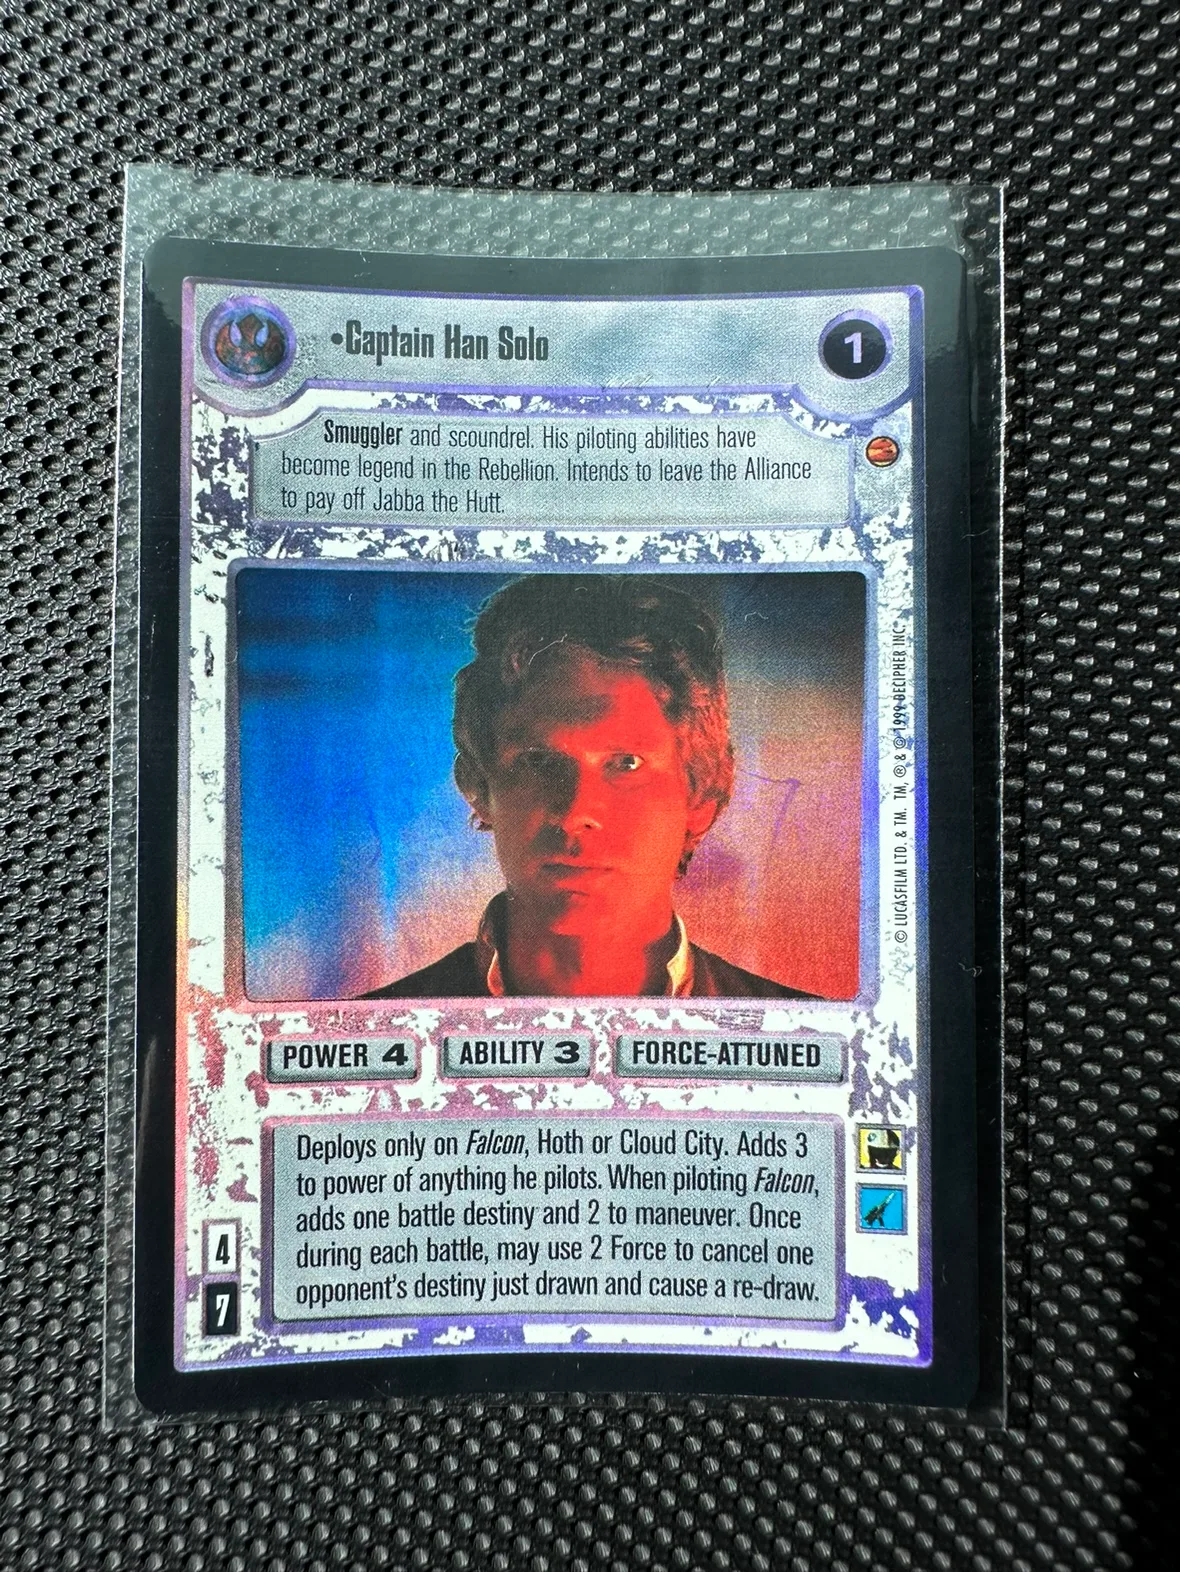 •Captain Han Solo
1
Smuggler and scoundrel. His piloting abilities have
become legend in the Rebellion. Intends to leave the Alliance
to pay off Jabba the Hutt.
© LUCASFILM LTD. & TM. TM, ® & © 1999 DECIPHER INC.
POWER 4
ABILITY 3
FORCE-ATTUNED
Deploys only on Falcon, Hoth or Cloud City. Adds 3
to power of anything he pilots. When piloting Falcon,
adds one battle destiny and 2 to maneuver. Once
during each battle, may use 2 Force to cancel one
opponent's destiny just drawn and cause a re-draw.
4
7